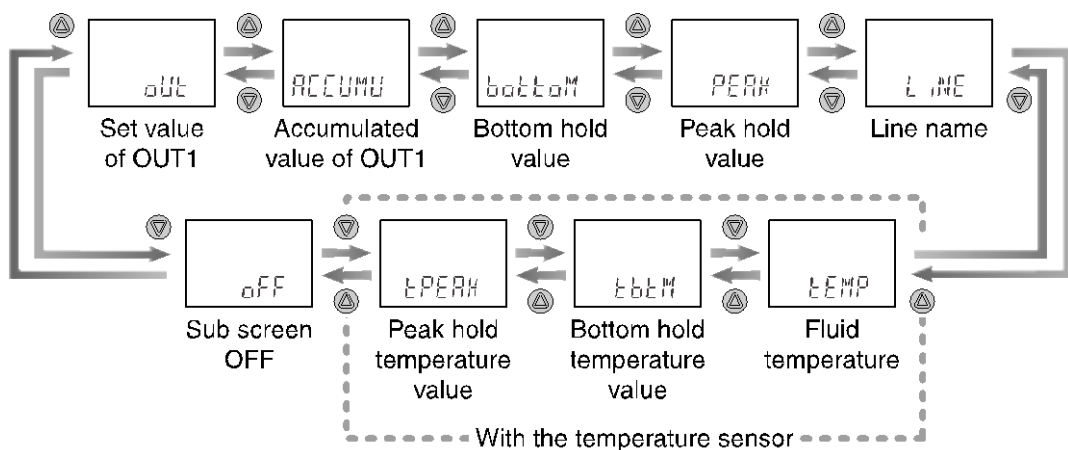 oUt
ACCUMU
bottoM
PEAK
LiNE
Set value
of OUT1
Accumulated
value of OUT1
Bottom hold
value
Peak hold
value
Line name
oFF
tPEAK
tbtM
tEMP
Sub screen
OFF
Peak hold
temperature
value
Bottom hold
temperature
value
Fluid
temperature
With the temperature sensor